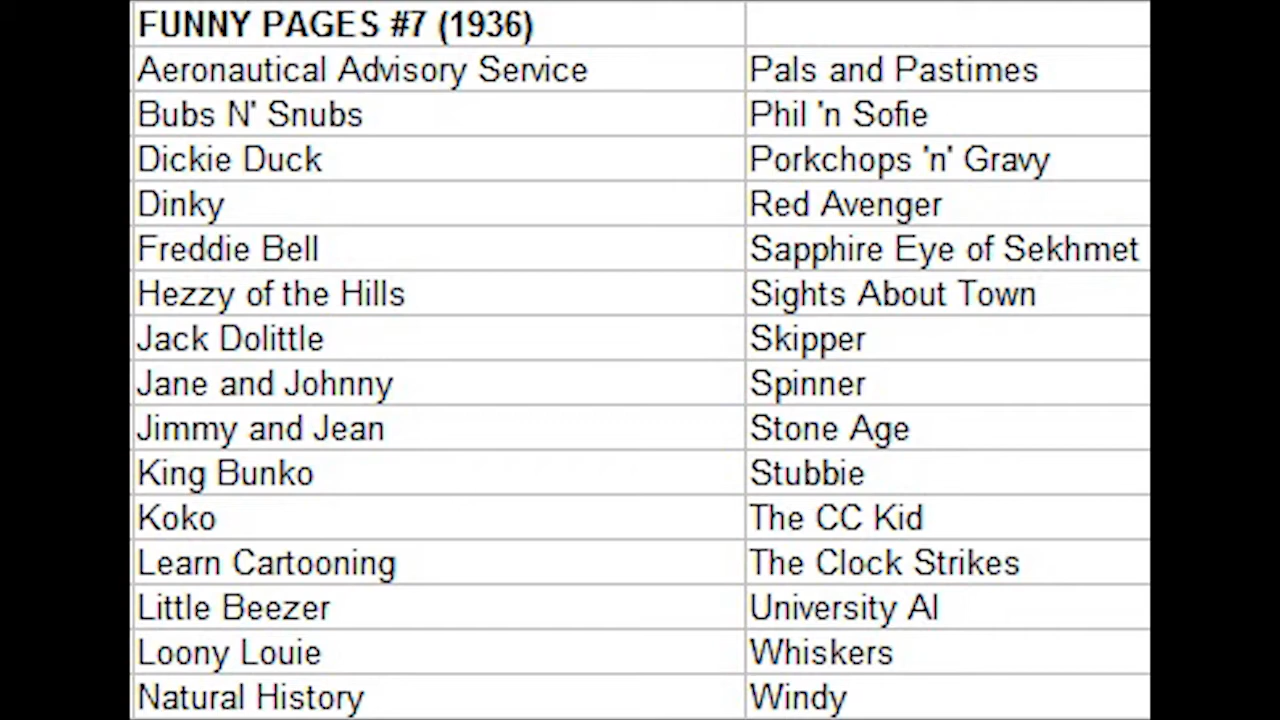 FUNNY PAGES #7 (1936)
Aeronautical Advisory Service
Pals and Pastimes
Bubs N' Snubs
Phil 'n Sofie
Dickie Duck
Porkchops 'n' Gravy
Dinky
Red Avenger
Freddie Bell
Sapphire Eye of Sekhmet
Hezzy of the Hills
Sights About Town
Jack Dolittle
Skipper
Jane and Johnny
Spinner
Jimmy and Jean
Stone Age
King Bunko
Stubbie
Koko
The CC Kid
Learn Cartooning
The Clock Strikes
Little Beezer
University Al
Loony Louie
Whiskers
Natural History
Windy